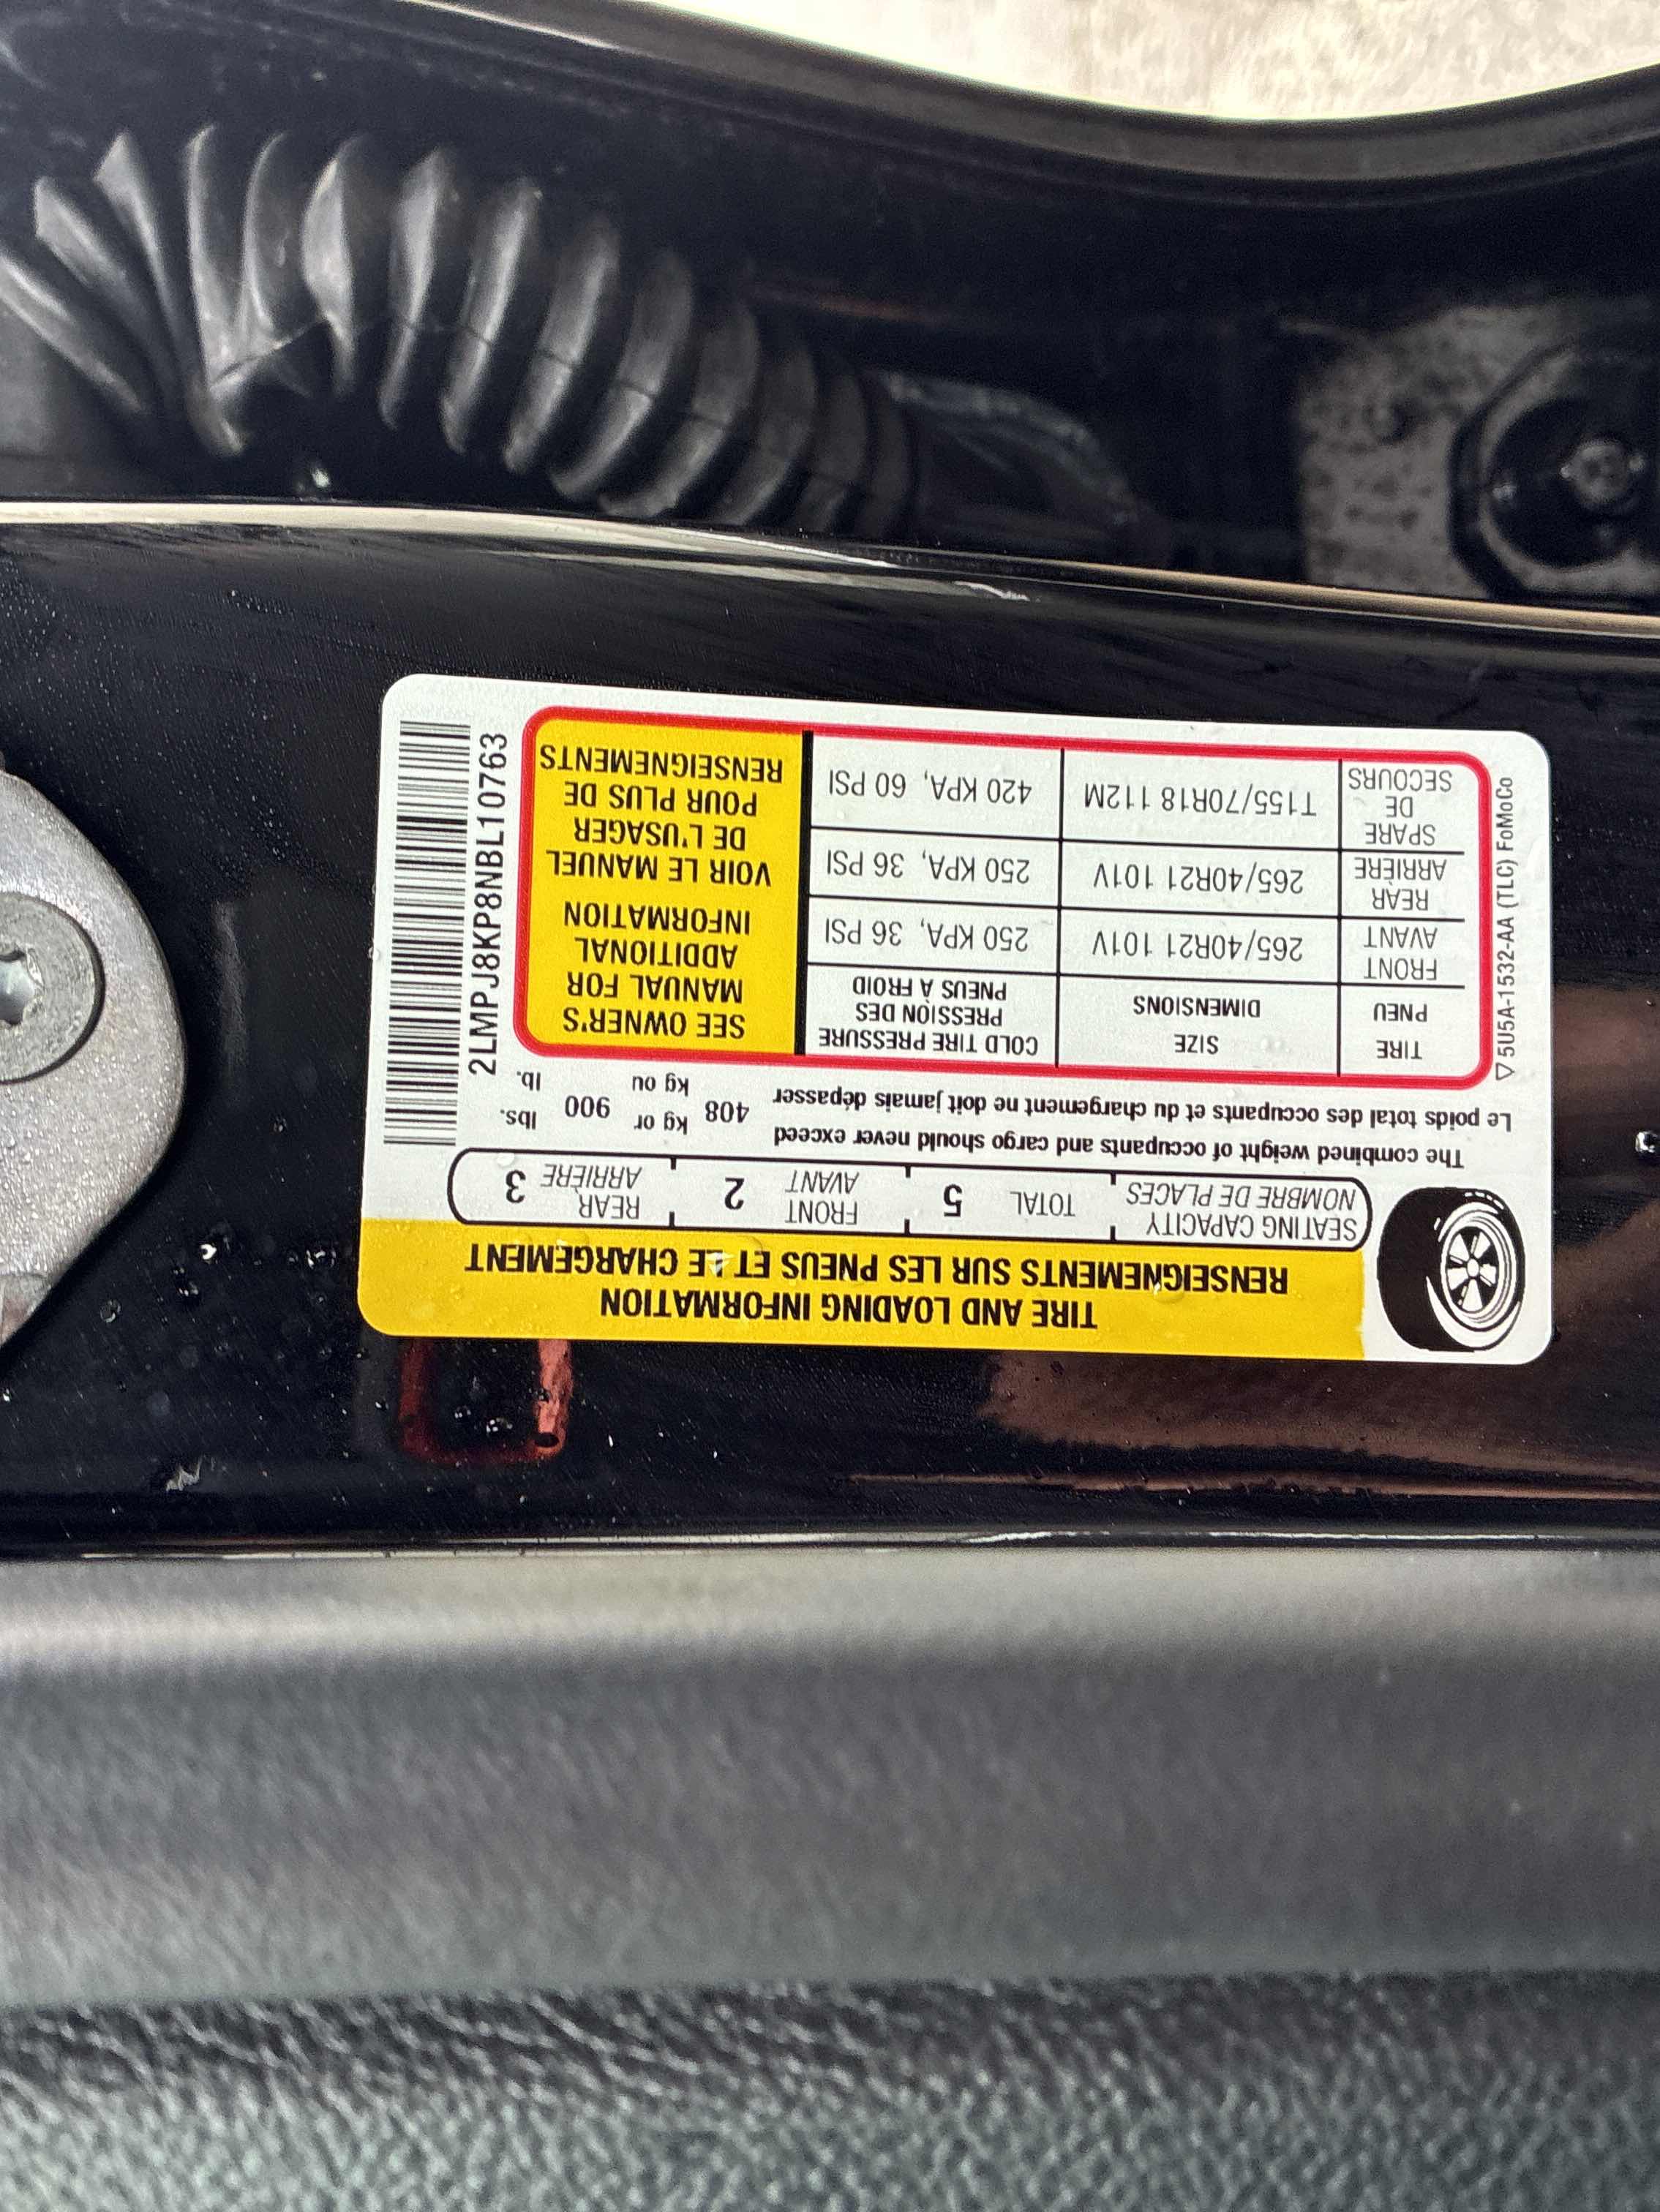 TIRE AND LOADING INFORMATION
RENSEIGNEMENTS SUR LES PNEUS ET LE CHARGEMENT
SEATING CAPACITY
NOMBRE DE PLACES
TOTAL 5
FRONT
AVANT
2
REAR
ARRIÈRE
3
The combined weight of occupants and cargo should never exceed
Le poids total des occupants et du chargement ne doit jamais dépasser
408
kg or
kg ou
900
lbs.
lb.
TIRE
PNEU
SIZE
DIMENSIONS
COLD TIRE PRESSURE
PRESSION DES
PNEUS À FROID
FRONT
AVANT
265/40R21 101V
250 KPA, 36 PSI
REAR
ARRIÈRE
265/40R21 101V
250 KPA, 36 PSI
SPARE
DE
SECOURS
T155/70R18 112M
420 KPA, 60 PSI
SEE OWNER'S
MANUAL FOR
ADDITIONAL
INFORMATION
VOIR LE MANUEL
DE L'USAGER
POUR PLUS DE
RENSEIGNEMENTS
2LMPJ8KP8NBL10763
5U5A-1532-AA (TLC) FoMoCo